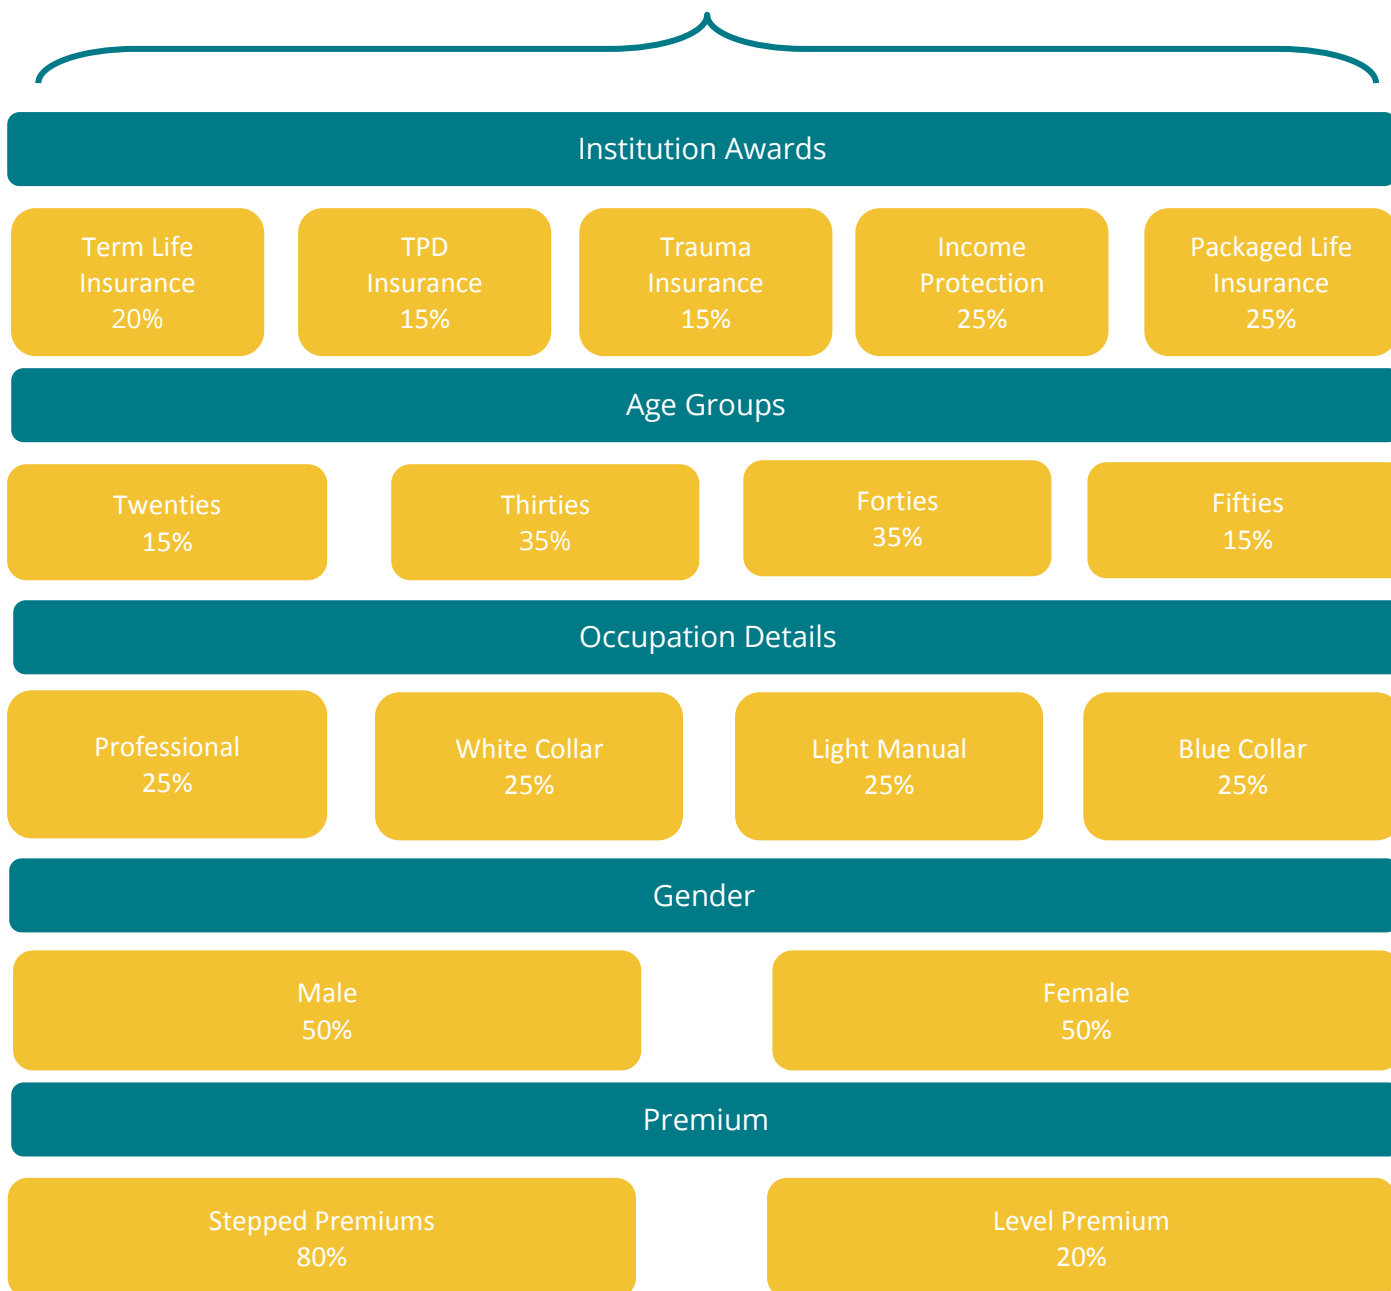 Institution Awards
Term Life
Insurance
20%
TPD
Insurance
15%
Trauma
Insurance
15%
Income
Protection
25%
Packaged Life
Insurance
25%
Age Groups
Twenties
15%
Thirties
35%
Forties
35%
Fifties
15%
Occupation Details
Professional
25%
White Collar
25%
Light Manual
25%
Blue Collar
25%
Gender
Male
50%
Female
50%
Premium
Stepped Premiums
80%
Level Premium
20%